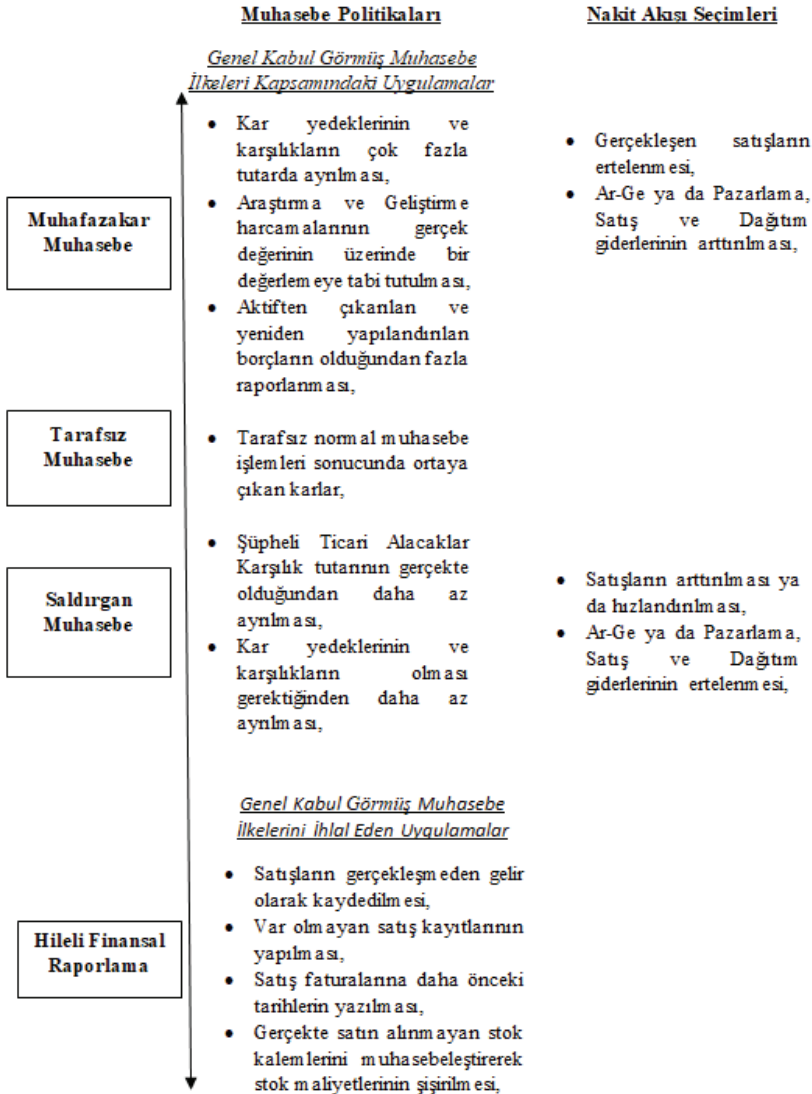 Muhasebe Politikaları
Nakit Akısı Secimleri
Genel Kabul Görmüş Muhasebe
İlkeleri Kapsamındaki Uygulamalar
• Kar yedeklerinin ve
karşılıkların çok fazla
tutarda ayrılması,
• Araştırma ve Geliştirme
harcamalarının gerçek
değerinin üzerinde bir
değerlemeye tabi tutulması,
• Aktiften çıkarılan ve
yeniden yapılandırılan
borçların olduğundan fazla
raporlanması,
• Gerçekleşen satışların
ertelenmesi,
• Ar-Ge ya da Pazarlama,
Satış ve Dağıtım
giderlerinin arttırılması,
Muhafazakar
Muhasebe
Tarafsız
Muhasebe
• Tarafsız normal muhasebe
işlemleri sonucunda ortaya
çıkan karlar,
Saldırgan
Muhasebe
• Şüpheli Ticari Alacaklar
Karşılık tutarının gerçekte
olduğundan daha az
ayrılması,
• Kar yedeklerinin ve
karşılıkların olması
gerektiğinden daha az
ayrılması,
• Satışların arttırılması ya
da hızlandırılması,
• Ar-Ge ya da Pazarlama,
Satış ve Dağıtım
giderlerinin ertelenmesi,
Genel Kabul Görmüş Muhasebe
İlkelerini İhlal Eden Uygulamalar
Hileli Finansal
Raporlama
• Satışların gerçekleşmeden gelir
olarak kaydedilmesi,
• Var olmayan satış kayıtlarının
yapılması,
• Satış faturalarına daha önceki
tarihlerin yazılması,
• Gerçekte satın alınmayan stok
kalemlerini muhasebeleştirerek
stok maliyetlerinin şişirilmesi,